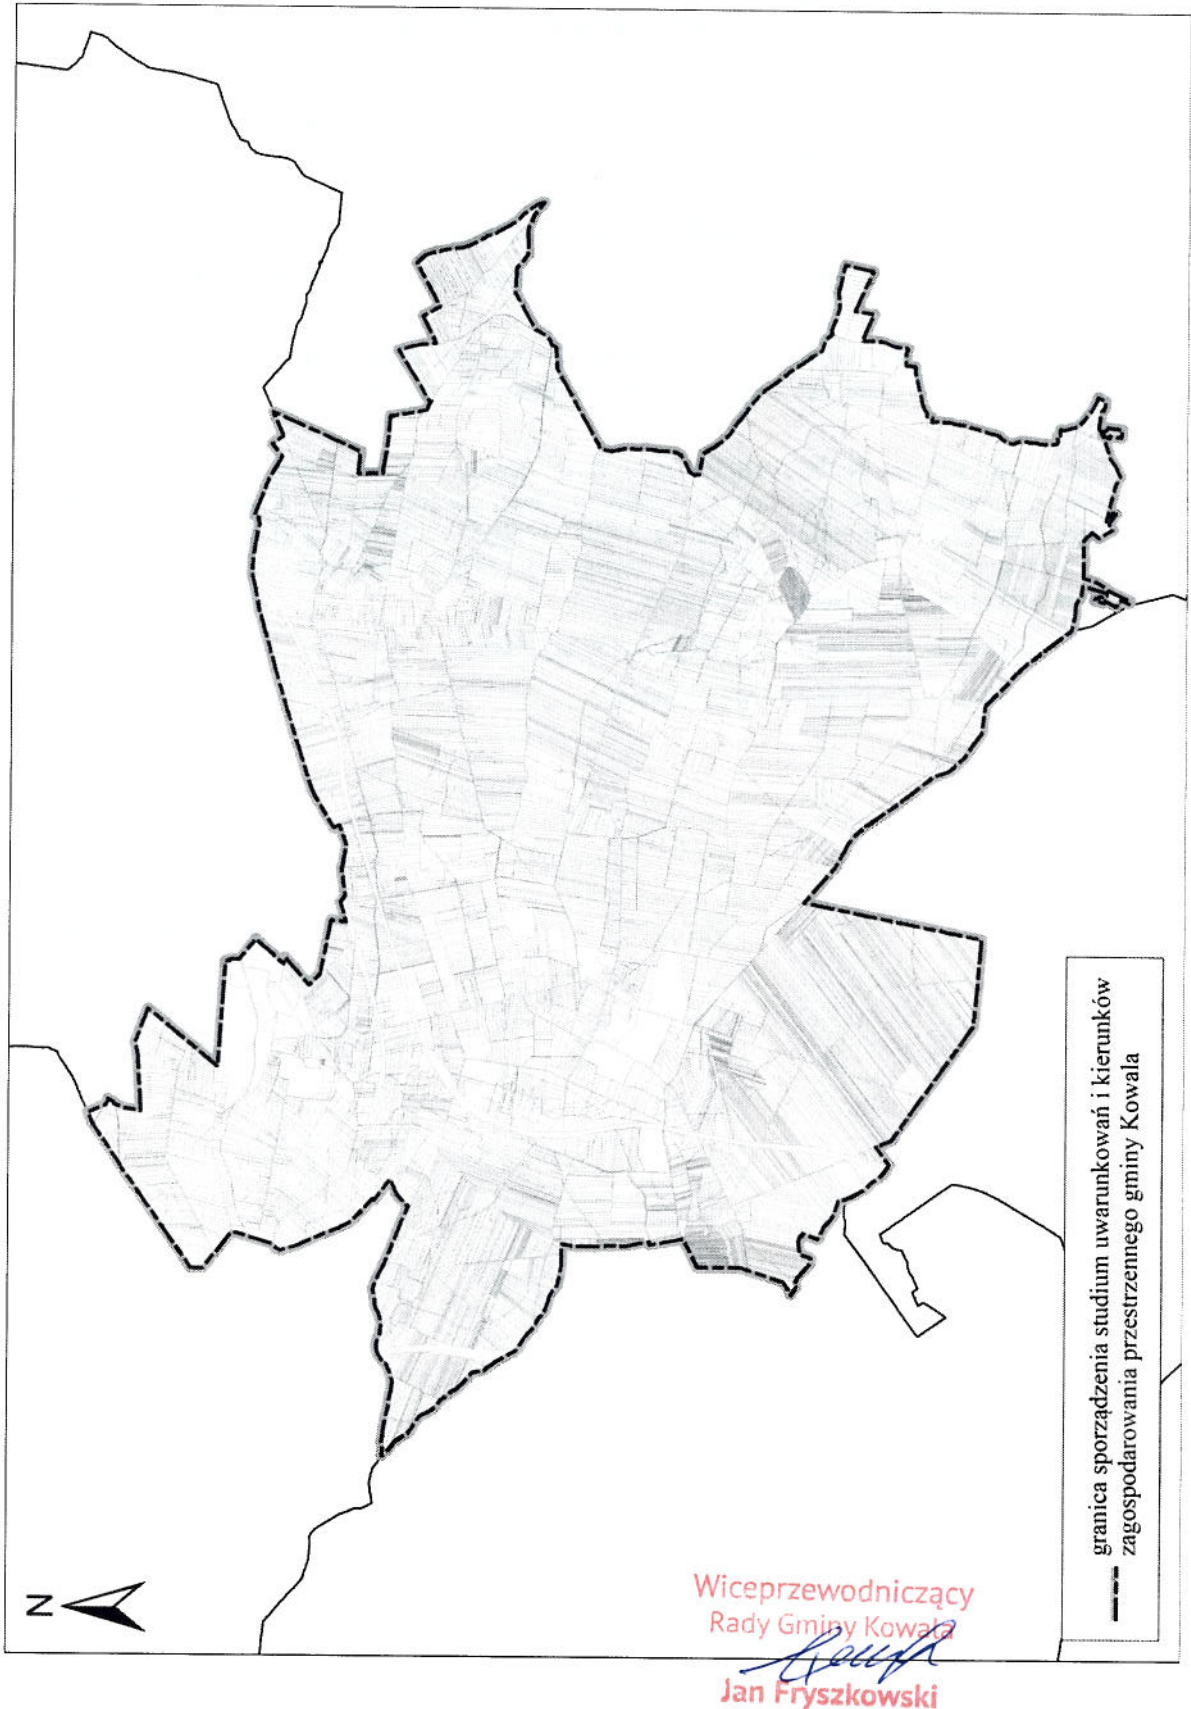 N
granica sporządzenia studium uwarunkowań i kierunków
zagospodarowania przestrzennego gminy Kowala
Wiceprzewodniczący
Rady Gminy Kowala
Jan Fryszkowski